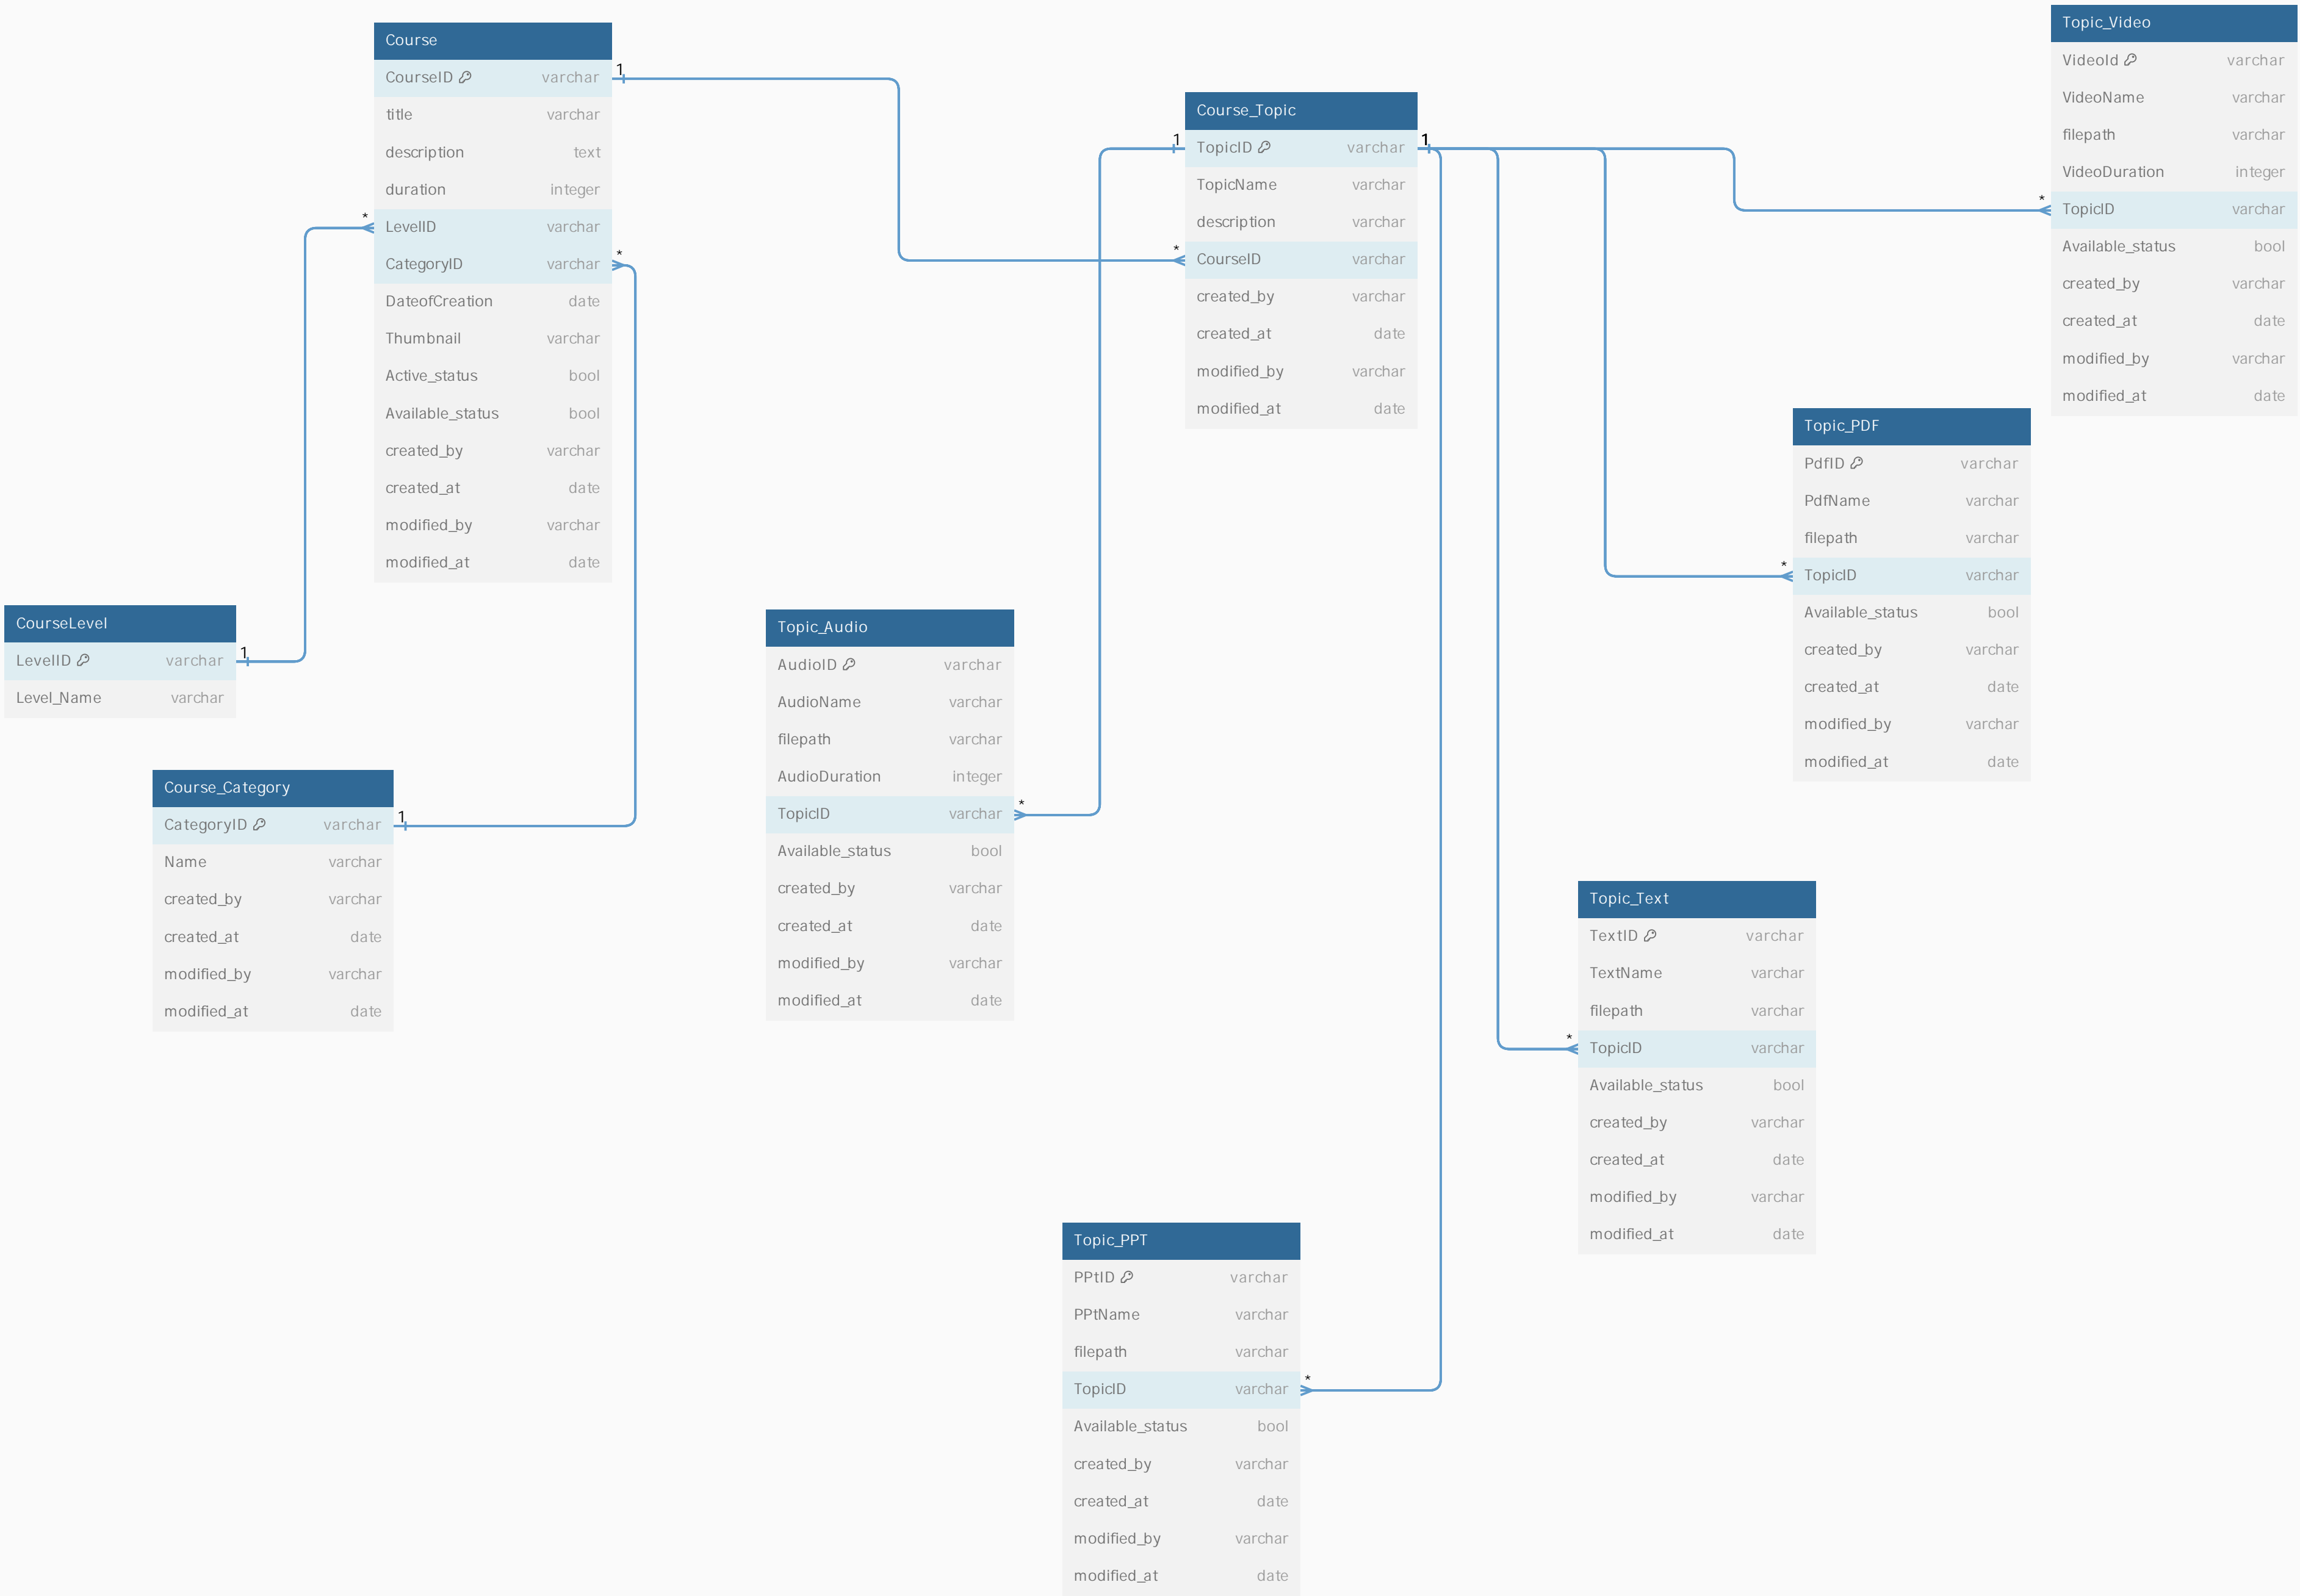 Course
CourseID varchar
title varchar
description text
duration integer
LevelID varchar
CategoryID varchar
DateofCreation date
Thumbnail varchar
Active_status bool
Available_status bool
created_by varchar
created_at date
modified_by varchar
modified_at date
1
*
*
CourseLevel
LevelID varchar
Level_Name varchar
1
Course_Category
CategoryID varchar
Name varchar
created_by varchar
created_at date
modified_by varchar
modified_at date
1
Topic_Audio
AudioID varchar
AudioName varchar
filepath varchar
AudioDuration integer
TopicID varchar
Available_status bool
created_by varchar
created_at date
modified_by varchar
modified_at date
*
Course_Topic
TopicID varchar
TopicName varchar
description varchar
CourseID varchar
created_by varchar
created_at date
modified_by varchar
modified_at date
1
1
*
Topic_PPT
PPtID varchar
PPtName varchar
filepath varchar
TopicID varchar
Available_status bool
created_by varchar
created_at date
modified_by varchar
modified_at date
*
Topic_Text
TextID varchar
TextName varchar
filepath varchar
TopicID varchar
Available_status bool
created_by varchar
created_at date
modified_by varchar
modified_at date
*
Topic_PDF
PdfID varchar
PdfName varchar
filepath varchar
TopicID varchar
Available_status bool
created_by varchar
created_at date
modified_by varchar
modified_at date
*
Topic_Video
VideoId varchar
VideoName varchar
filepath varchar
VideoDuration integer
TopicID varchar
Available_status bool
created_by varchar
created_at date
modified_by varchar
modified_at date
*